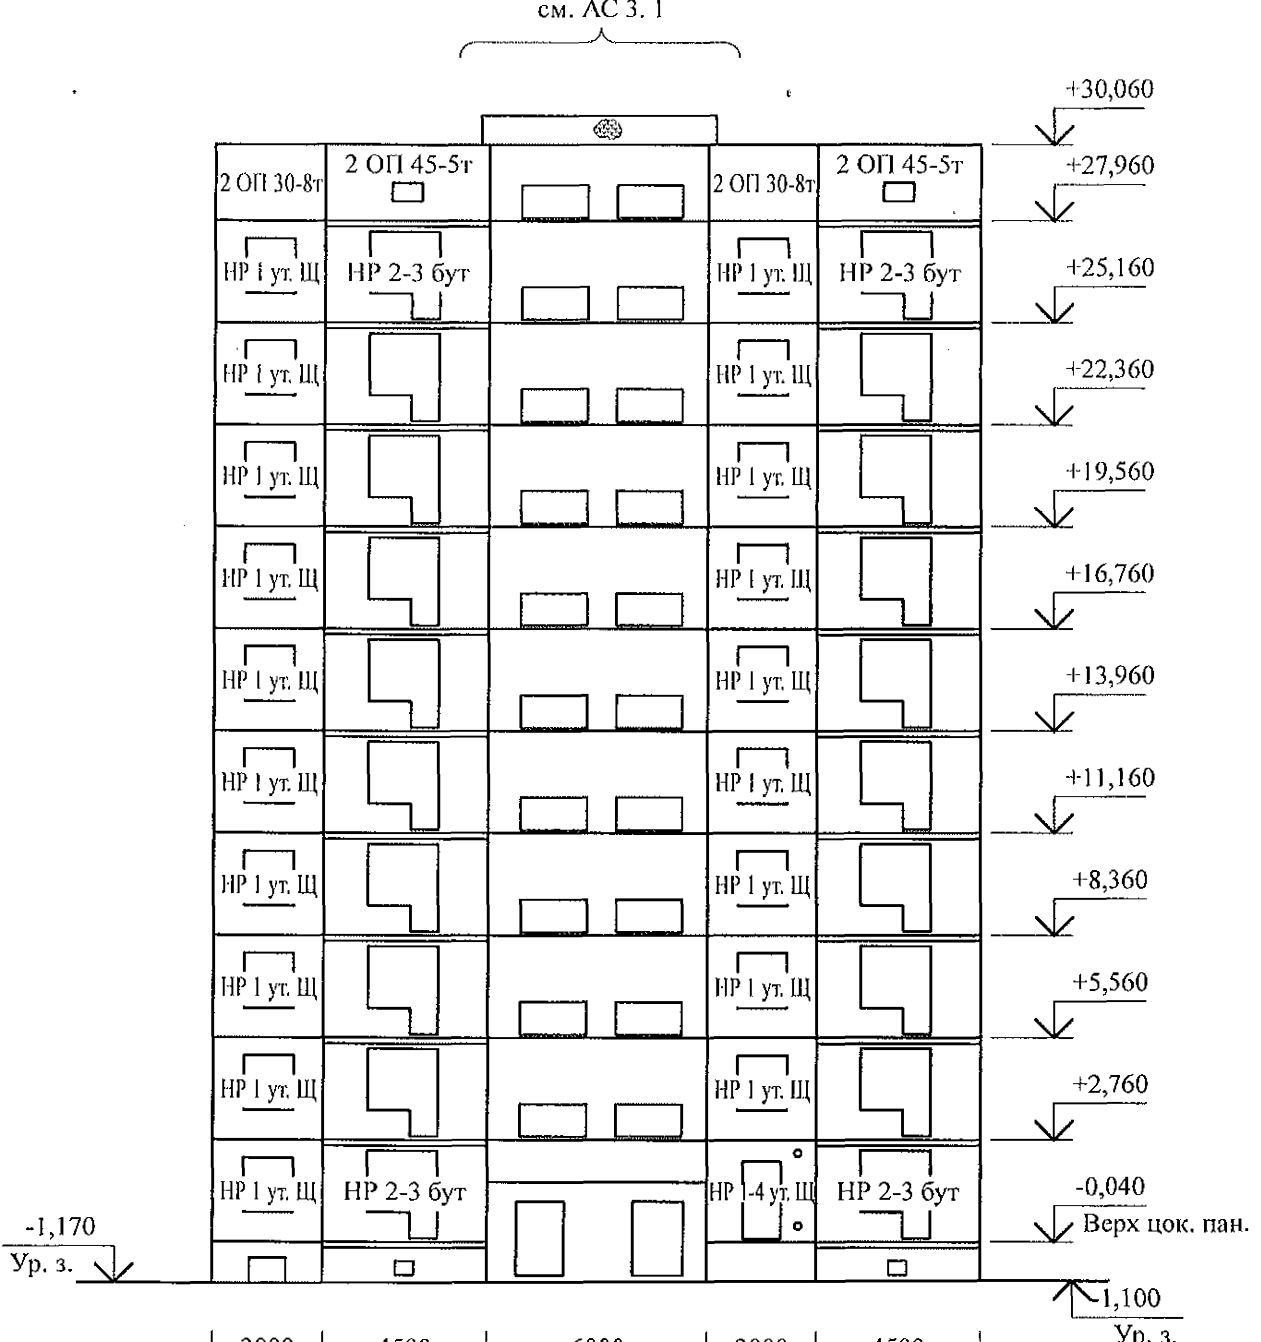 см. АС 3. 1
+30,060
2 ОП 30-8т
2 ОП 45-5т
2 ОП 30-8т
2 ОП 45-5т
+27,960
НР 1 ут. Щ
НР 2-3 бут
НР 1 ут. Щ
НР 2-3 бут
+25,160
НР 1 ут. Щ
НР 1 ут. Щ
+22,360
НР 1 ут. Щ
НР 1 ут. Щ
+19,560
НР 1 ут. Щ
НР 1 ут. Щ
+16,760
НР 1 ут. Щ
НР 1 ут. Щ
+13,960
НР 1 ут. Щ
НР 1 ут. Щ
+11,160
НР 1 ут. Щ
НР 1 ут. Щ
+8,360
НР 1 ут. Щ
НР 1 ут. Щ
+5,560
НР 1 ут. Щ
НР 1 ут. Щ
+2,760
НР 1 ут. Щ
НР 2-3 бут
НР 1-4 ут. Щ
НР 2-3 бут
-0,040
Верх цок. пан.
-1,170
Ур. з.
-1,100
Ур. з.
3000
4500
6000
3000
4500